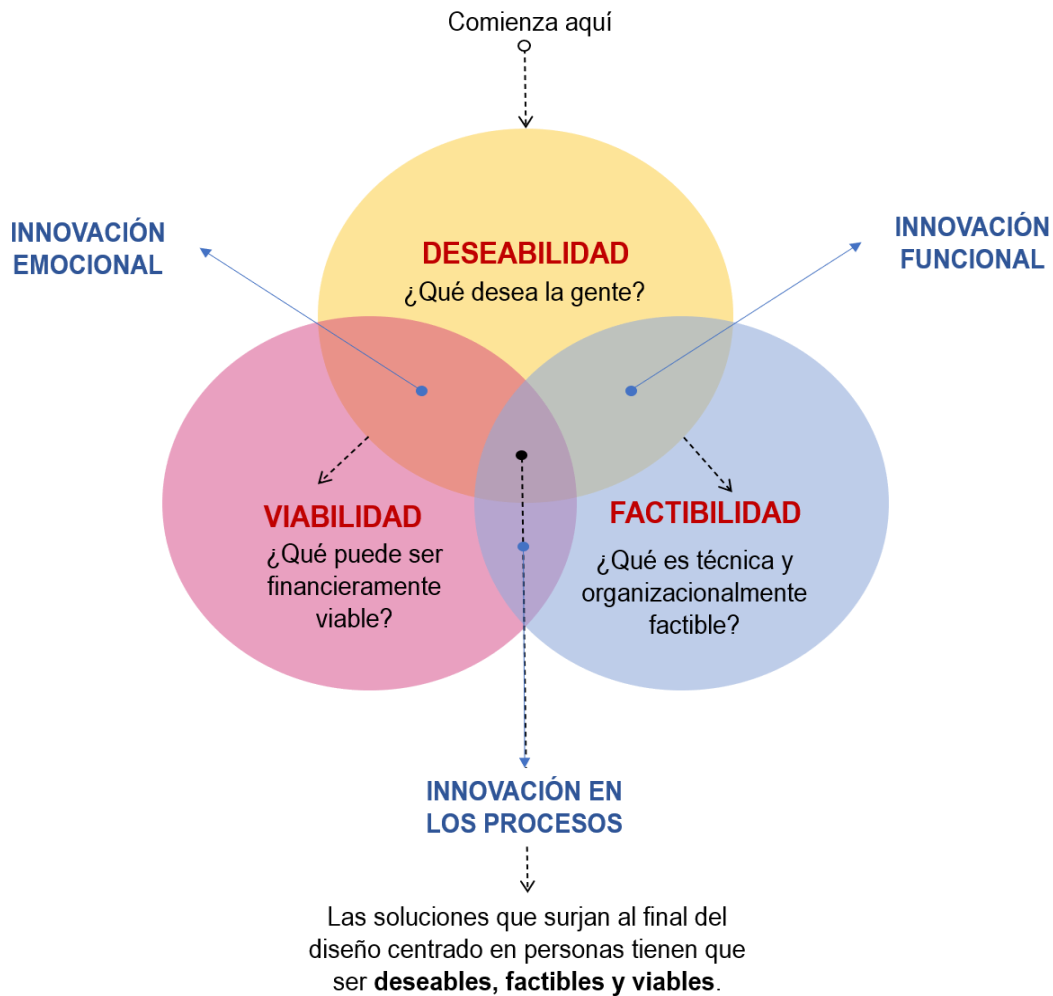 Comienza aquí
INNOVACIÓN
EMOCIONAL
INNOVACIÓN
FUNCIONAL
DESEABILIDAD
¿Qué desea la gente?
VIABILIDAD
¿Qué puede ser
financieramente
viable?
FACTIBILIDAD
¿Qué es técnica y
organizacionalmente
factible?
INNOVACIÓN EN
LOS PROCESOS
Las soluciones que surjan al final del
diseño centrado en personas tienen que
ser deseables, factibles y viables.